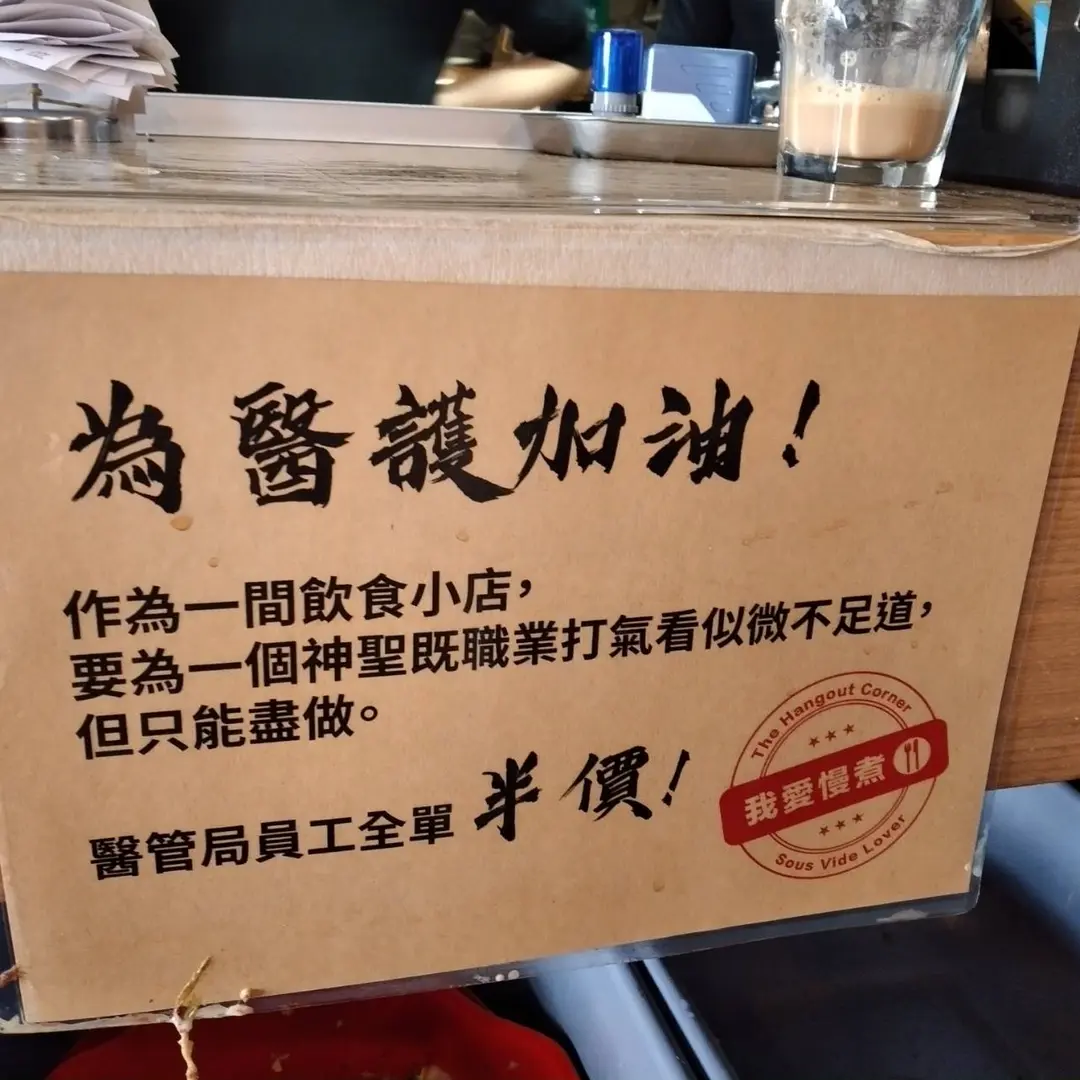 為醫護加油！
作為一間飲食小店，
要為一個神聖既職業打氣看似微不足道，
但只能盡做。
醫管局員工全單 半價！
The Hangout Corner
我愛慢煮
Sous Vide Lover